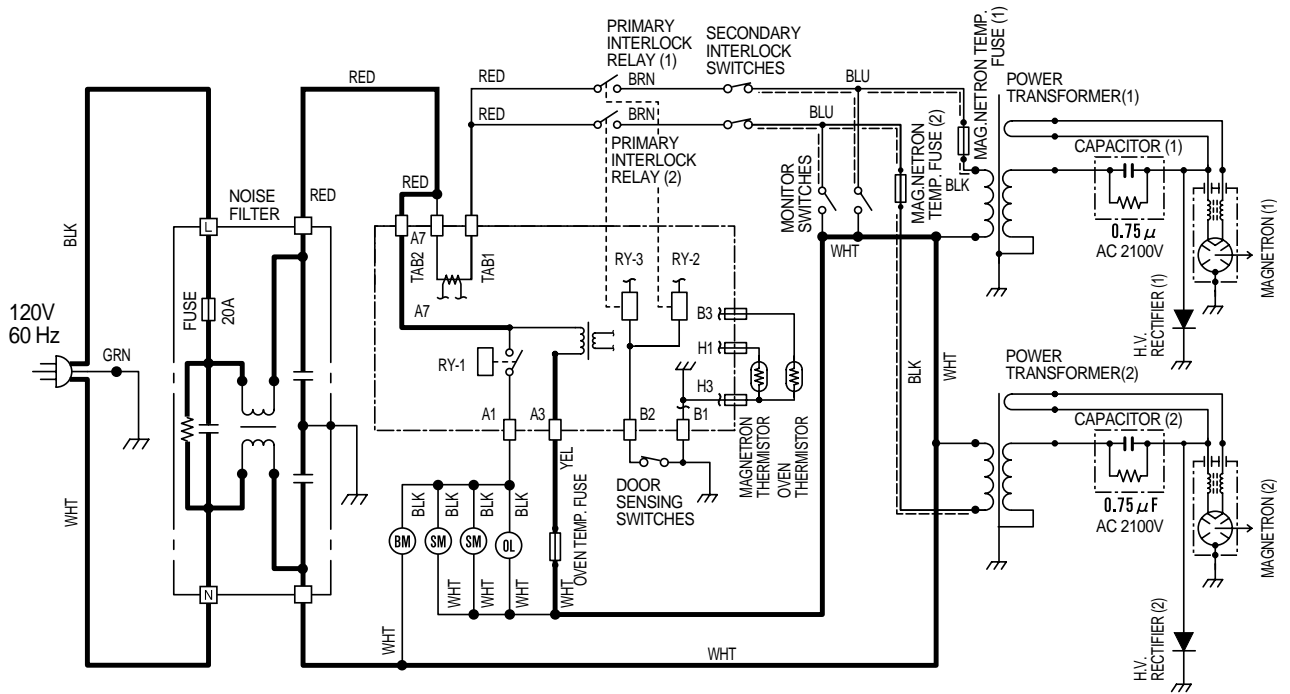 PRIMARY
INTERLOCK
RELAY (1)
SECONDARY
INTERLOCK
SWITCHES
MAG.NETRON TEMP.
FUSE (1)
POWER
TRANSFORMER(1)
RED
RED
BRN
BLU
RED
BRN
BLU
PRIMARY
INTERLOCK
RELAY (2)
MAG.NETRON
TEMP. FUSE (2)
CAPACITOR (1)
0.75 μ
AC 2100V
BLK
MONITOR
SWITCHES
WHT
MAGNETRON (1)
H.V.
RECTIFIER (1)
NOISE
FILTER
RED
RED
BLK
L
FUSE
20A
120V
60 Hz
GRN
WHT
N
A7
TAB2
TAB1
A7
RY-3
RY-2
RY-1
B3
H1
H3
A1
A3
B2
B1
MAGNETRON
THERMISTOR
OVEN
THERMISTOR
DOOR
SENSING
SWITCHES
YEL
OVEN TEMP. FUSE
BLK
BLK
BLK
BM
SM
SM
OL
WHT
WHT
WHT
WHT
WHT
WHT
BLK
WHT
POWER
TRANSFORMER(2)
CAPACITOR (2)
0.75 μF
AC 2100V
MAGNETRON (2)
H.V.
RECTIFIER (2)